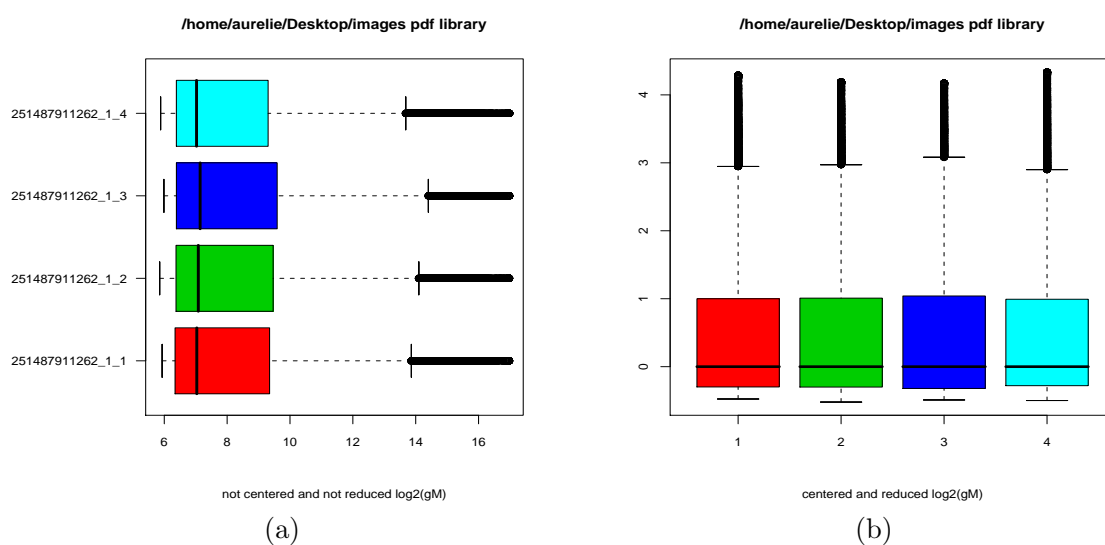 /home/aurelie/Desktop/images pdf library
251487911262_1_4
251487911262_1_3
251487911262_1_2
251487911262_1_1
6 8 10 12 14 16
not centered and not reduced log2(gM)
(a)
/home/aurelie/Desktop/images pdf library
4
3
2
1
0
1 2 3 4
centered and reduced log2(gM)
(b)